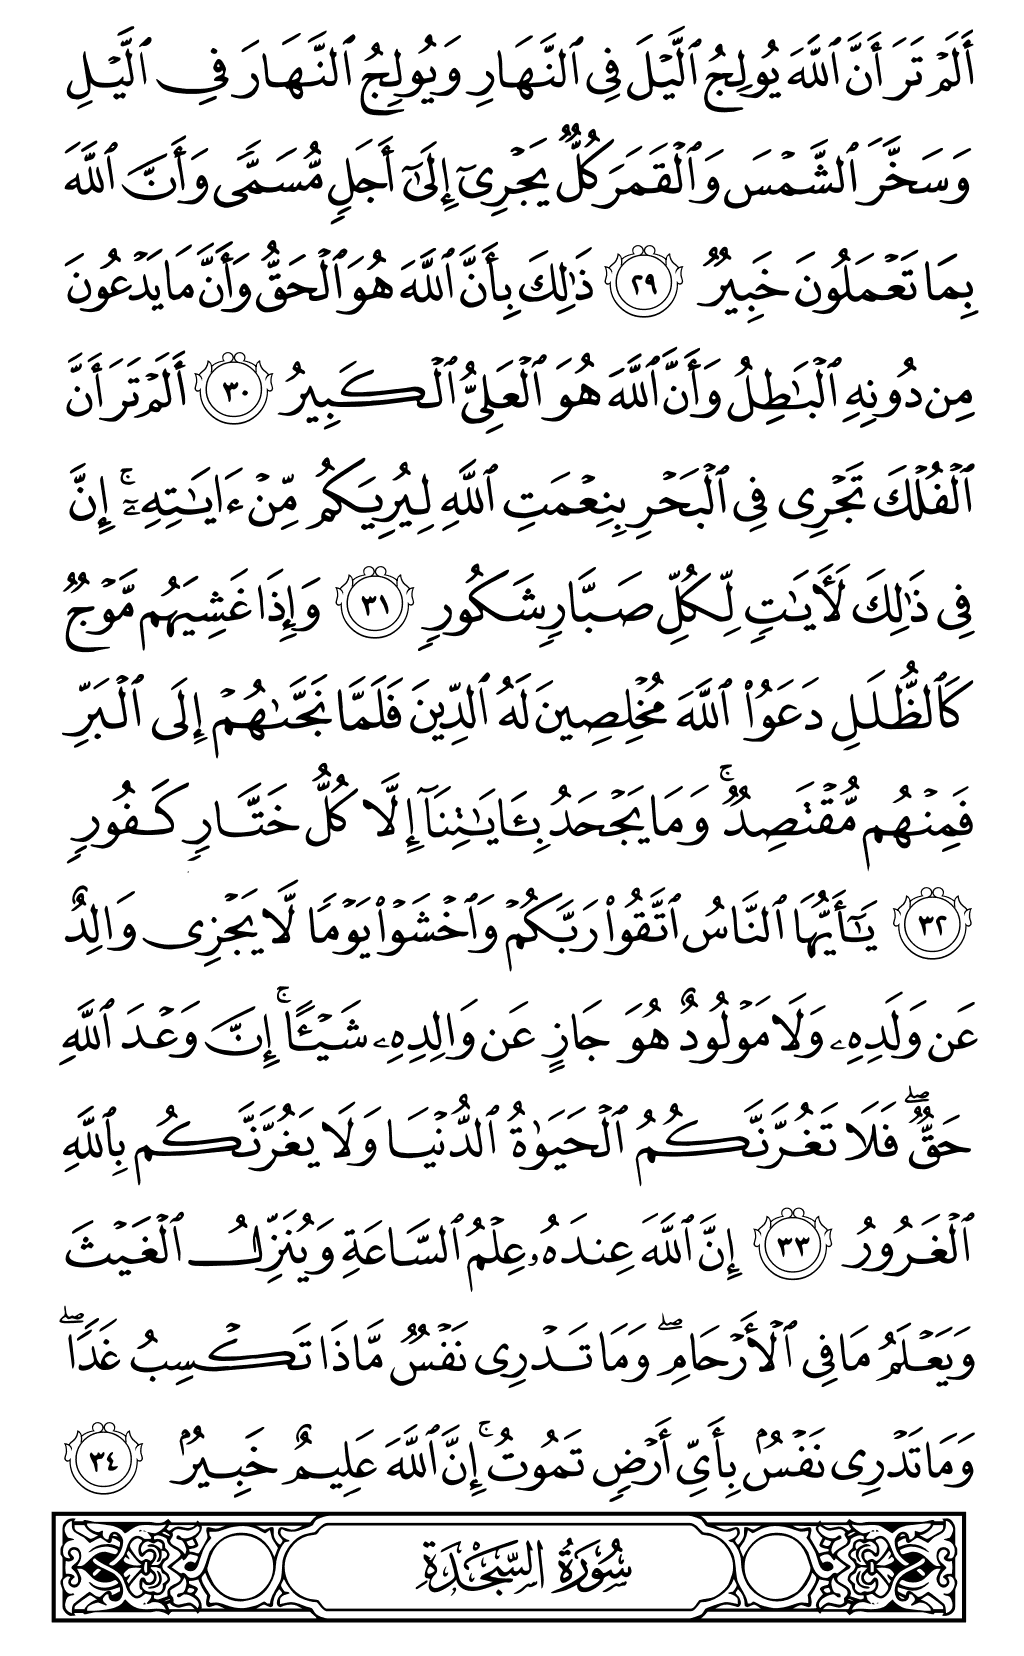 أَلَمۡ تَرَ أَنَّ ٱللَّهَ يُولِجُ ٱلَّيۡلَ فِى ٱلنَّهَارِ وَيُولِجُ ٱلنَّهَارَ فِى ٱلَّيۡلِ
وَسَخَّرَ ٱلشَّمۡسَ وَٱلۡقَمَرَ كُلٌّ يَجۡرِىٓ إِلَىٰٓ أَجَلٍ مُّسَمًّى وَأَنَّ ٱللَّهَ
بِمَا تَعۡمَلُونَ خَبِيرٌ ٢٩ ذَٰلِكَ بِأَنَّ ٱللَّهَ هُوَ ٱلۡحَقُّ وَأَنَّ مَا يَدۡعُونَ
مِن دُونِهِ ٱلۡبَٰطِلُ وَأَنَّ ٱللَّهَ هُوَ ٱلۡعَلِىُّ ٱلۡكَبِيرُ ٣٠ أَلَمۡ تَرَ أَنَّ
ٱلۡفُلۡكَ تَجۡرِى فِى ٱلۡبَحۡرِ بِنِعۡمَتِ ٱللَّهِ لِيُرِيَكُم مِّنۡ ءَايَٰتِهِۦٓۚ إِنَّ
فِى ذَٰلِكَ لَأٓيَٰتٍ لِّكُلِّ صَبَّارٍ شَكُورٍ ٣١ وَإِذَا غَشِيَهُم مَّوۡجٌ
كَٱلظُّلَلِ دَعَوُا۟ ٱللَّهَ مُخۡلِصِينَ لَهُ ٱلدِّينَ فَلَمَّا نَجَّىٰهُمۡ إِلَى ٱلۡبَرِّ
فَمِنۡهُم مُّقۡتَصِدٌۚ وَمَا يَجۡحَدُ بِـَٔايَٰتِنَآ إِلَّا كُلُّ خَتَّارٍ كَفُورٍ
٣٢ يَٰٓأَيُّهَا ٱلنَّاسُ ٱتَّقُوا۟ رَبَّكُمۡ وَٱخۡشَوۡا۟ يَوۡمًا لَّا يَجۡزِى وَالِدٌ
عَن وَلَدِهِۦ وَلَا مَوۡلُودٌ هُوَ جَازٍ عَن وَالِدِهِۦ شَيۡـًٔاۚ إِنَّ وَعۡدَ ٱللَّهِ
حَقٌّۖ فَلَا تَغُرَّنَّكُمُ ٱلۡحَيَوٰةُ ٱلدُّنۡيَا وَلَا يَغُرَّنَّكُم بِٱللَّهِ
ٱلۡغَرُورُ ٣٣ إِنَّ ٱللَّهَ عِندَهُۥ عِلۡمُ ٱلسَّاعَةِ وَيُنَزِّلُ ٱلۡغَيۡثَ
وَيَعۡلَمُ مَا فِى ٱلۡأَرۡحَامِۖ وَمَا تَدۡرِى نَفۡسٌ مَّاذَا تَكۡسِبُ غَدًاۖ
وَمَا تَدۡرِى نَفۡسُۢ بِأَىِّ أَرۡضٍ تَمُوتُۚ إِنَّ ٱللَّهَ عَلِيمٌ خَبِيرُۢ ٣٤
سُورَةُ السَّجْدَةِ